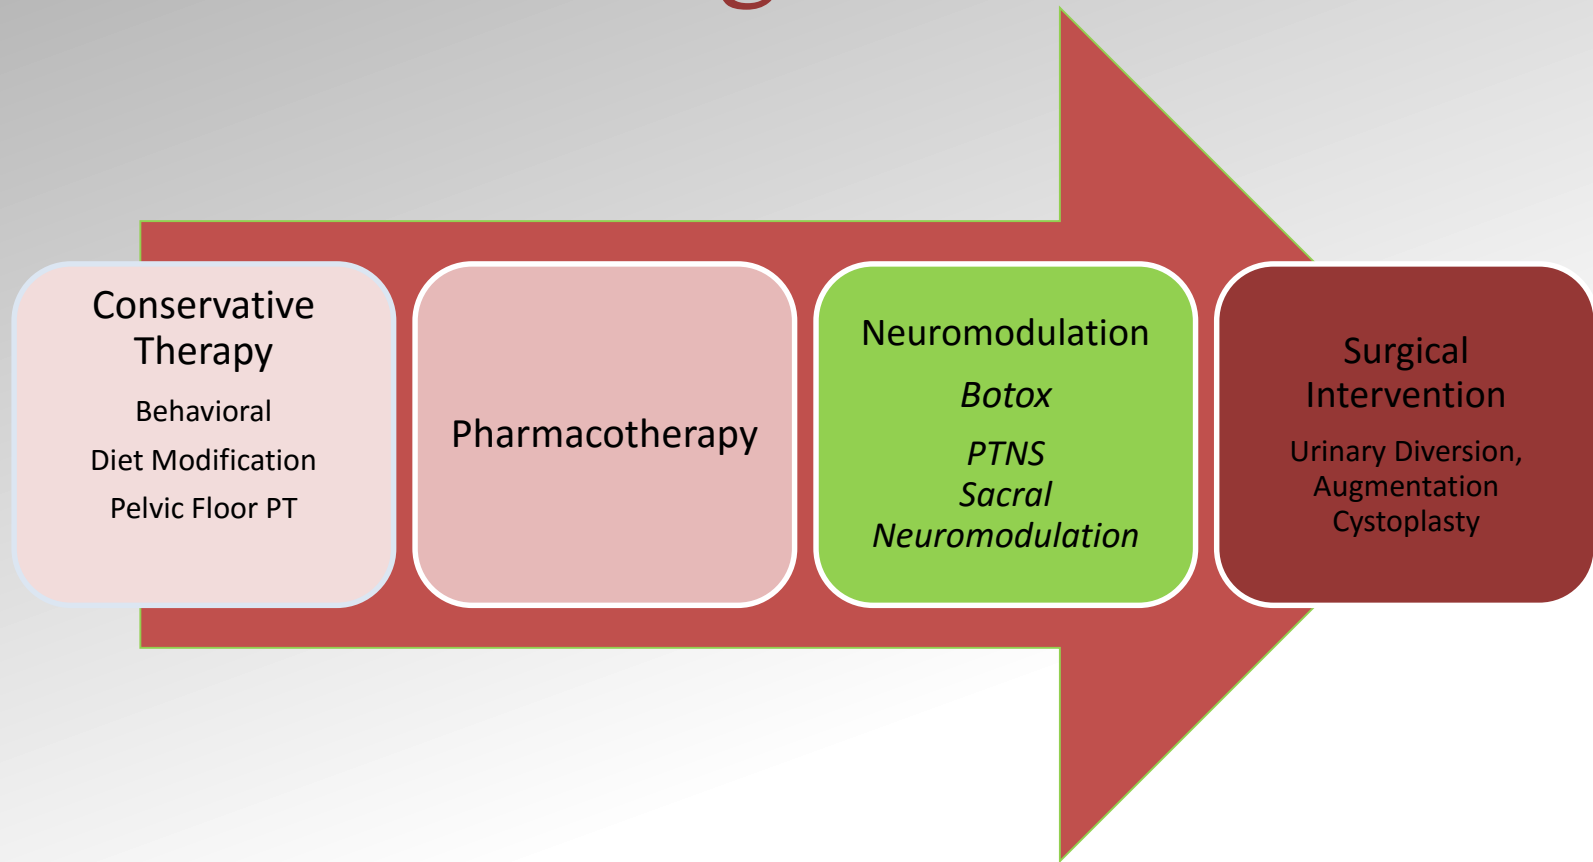 Conservative
Therapy
Behavioral
Diet Modification
Pelvic Floor PT
Pharmacotherapy
Neuromodulation
Botox
PTNS
Sacral
Neuromodulation
Surgical
Intervention
Urinary Diversion,
Augmentation
Cystoplasty